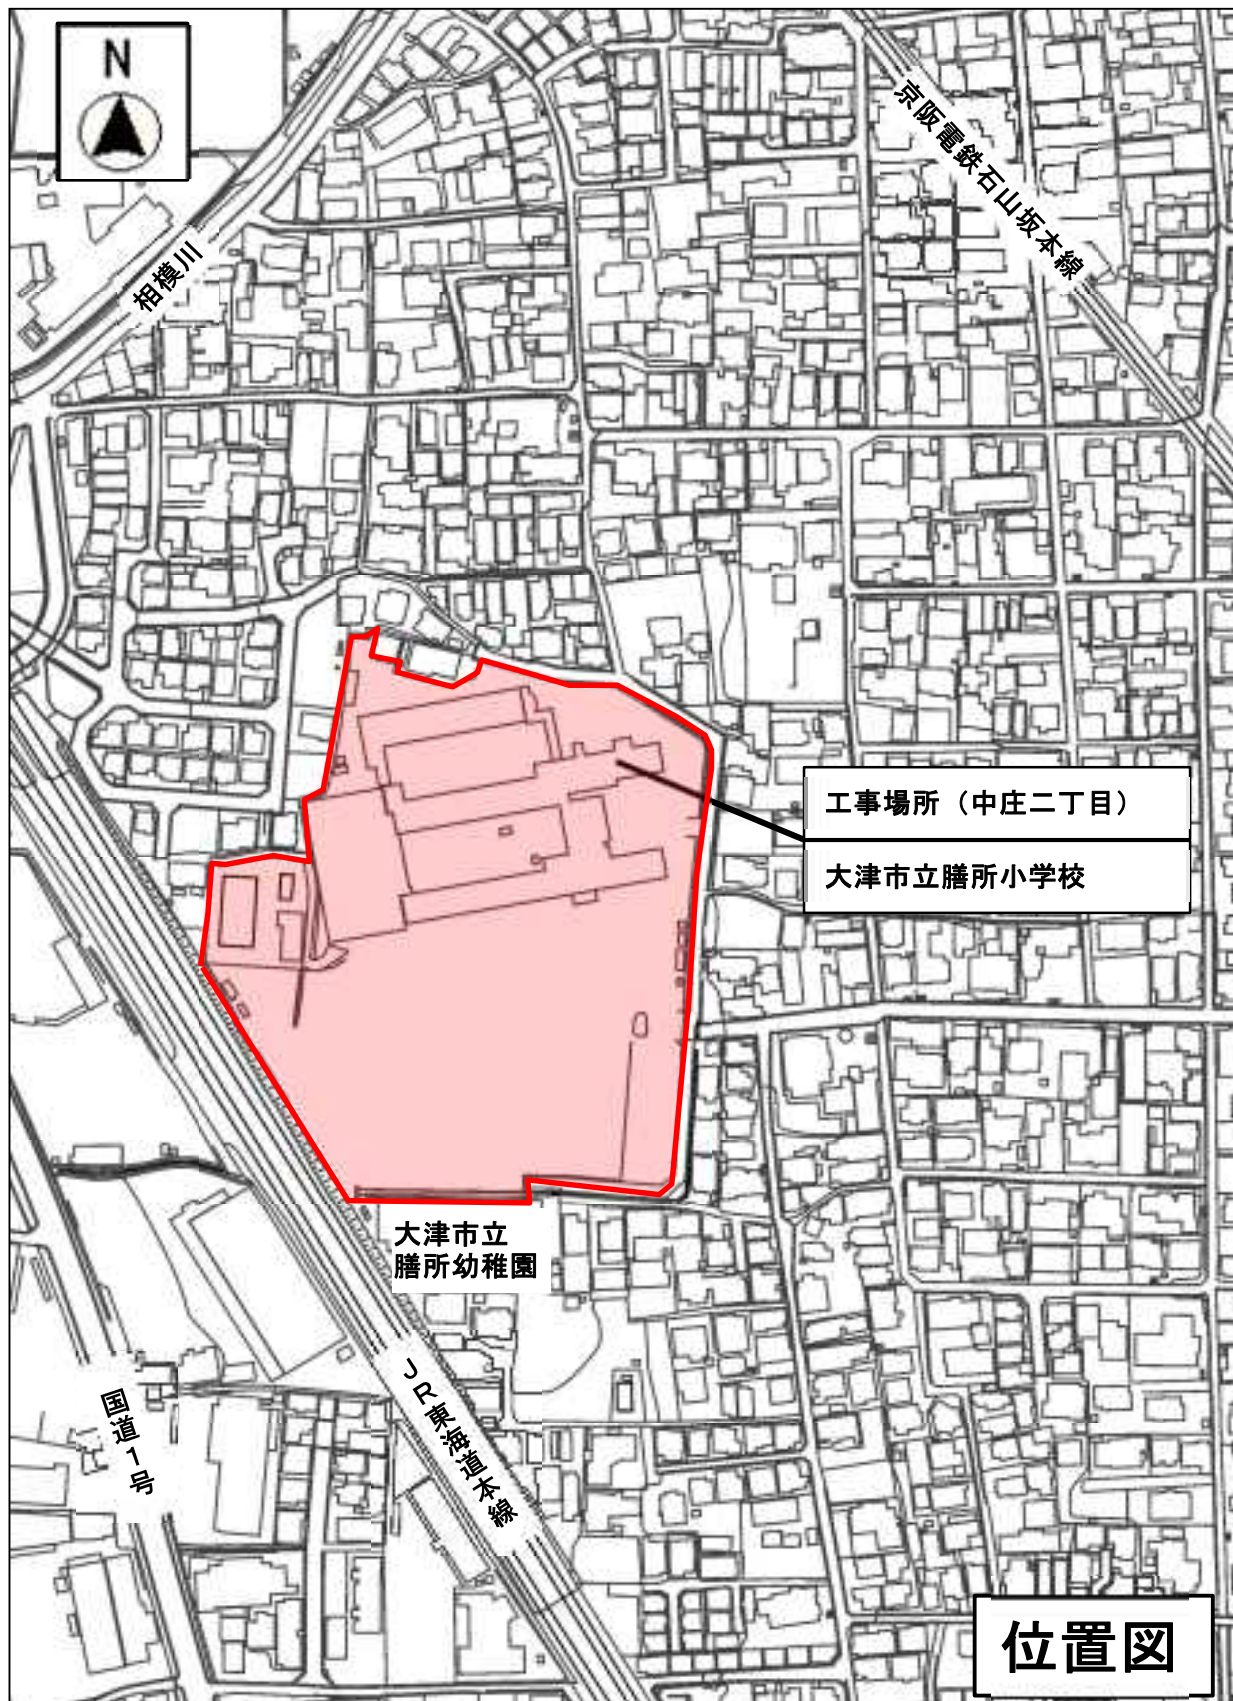 N
京阪電鉄石山坂本線
相模川
工事場所（中庄二丁目）
大津市立膳所小学校
大津市立
膳所幼稚園
国道1号
JR東海道本線
位置図